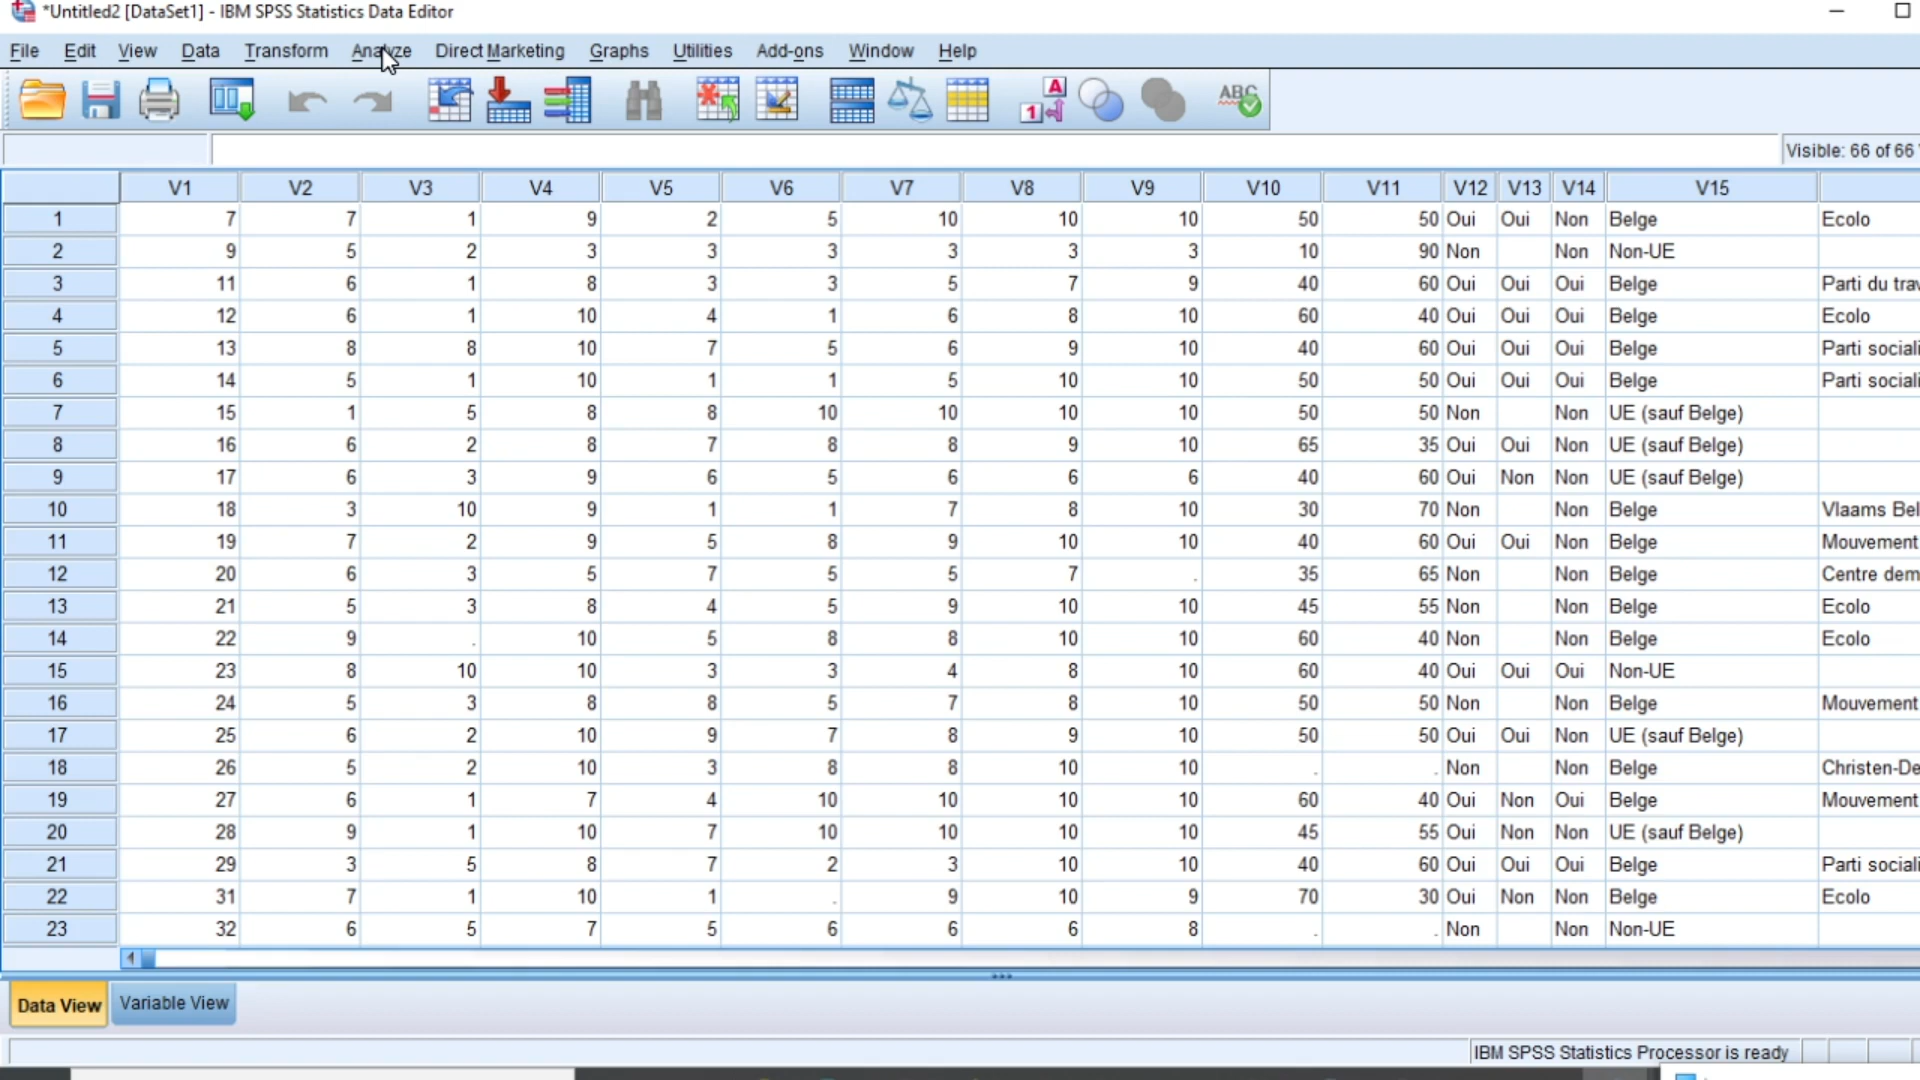 *Untitled2 [DataSet1] - IBM SPSS Statistics Data Editor
File Edit View Data Transform Analyze Direct Marketing Graphs Utilities Add-ons Window Help
A 1 ABC
Visible: 66 of 66
V1 V2 V3 V4 V5 V6 V7 V8 V9 V10 V11 V12 V13 V14 V15
1 7 7 1 9 2 5 10 10 10 50 50 Oui Oui Non Belge Ecolo
2 9 5 2 3 3 3 3 3 3 10 90 Non Non Non-UE
3 11 6 1 8 3 3 5 7 9 40 60 Oui Oui Oui Belge Parti du trav
4 12 6 1 10 4 1 6 8 10 60 40 Oui Oui Oui Belge Ecolo
5 13 8 8 10 7 5 6 9 10 40 60 Oui Oui Oui Belge Parti sociali
6 14 5 1 10 1 1 5 10 10 50 50 Oui Oui Oui Belge Parti sociali
7 15 1 5 8 8 10 10 10 10 50 50 Non Non UE (sauf Belge)
8 16 6 2 8 7 8 8 9 10 65 35 Oui Oui Non UE (sauf Belge)
9 17 6 3 9 6 5 6 6 6 40 60 Oui Non Non UE (sauf Belge)
10 18 3 10 9 1 1 7 8 10 30 70 Non Non Belge Vlaams Bel
11 19 7 2 9 5 8 9 10 10 40 60 Oui Oui Non Belge Mouvement
12 20 6 3 5 7 5 5 7 . 35 65 Non Non Belge Centre dem
13 21 5 3 8 4 5 9 10 10 45 55 Non Non Belge Ecolo
14 22 9 . 10 5 8 8 10 10 60 40 Non Non Belge Ecolo
15 23 8 10 10 3 3 4 8 10 60 40 Oui Oui Oui Non-UE
16 24 5 3 8 8 5 7 8 10 50 50 Non Non Belge Mouvement
17 25 6 2 10 9 7 8 9 10 50 50 Oui Oui Non UE (sauf Belge)
18 26 5 2 10 3 8 8 10 10 . . Non Non Belge Christen-De
19 27 6 1 7 4 10 10 10 10 60 40 Oui Non Oui Belge Mouvement
20 28 9 1 10 7 10 10 10 10 45 55 Oui Non Non UE (sauf Belge)
21 29 3 5 8 7 2 3 10 10 40 60 Oui Oui Oui Belge Parti sociali
22 31 7 1 10 1 . 9 10 9 70 30 Oui Non Non Belge Ecolo
23 32 6 5 7 5 6 6 6 8 . . Non Non Non-UE
Data View Variable View
IBM SPSS Statistics Processor is ready